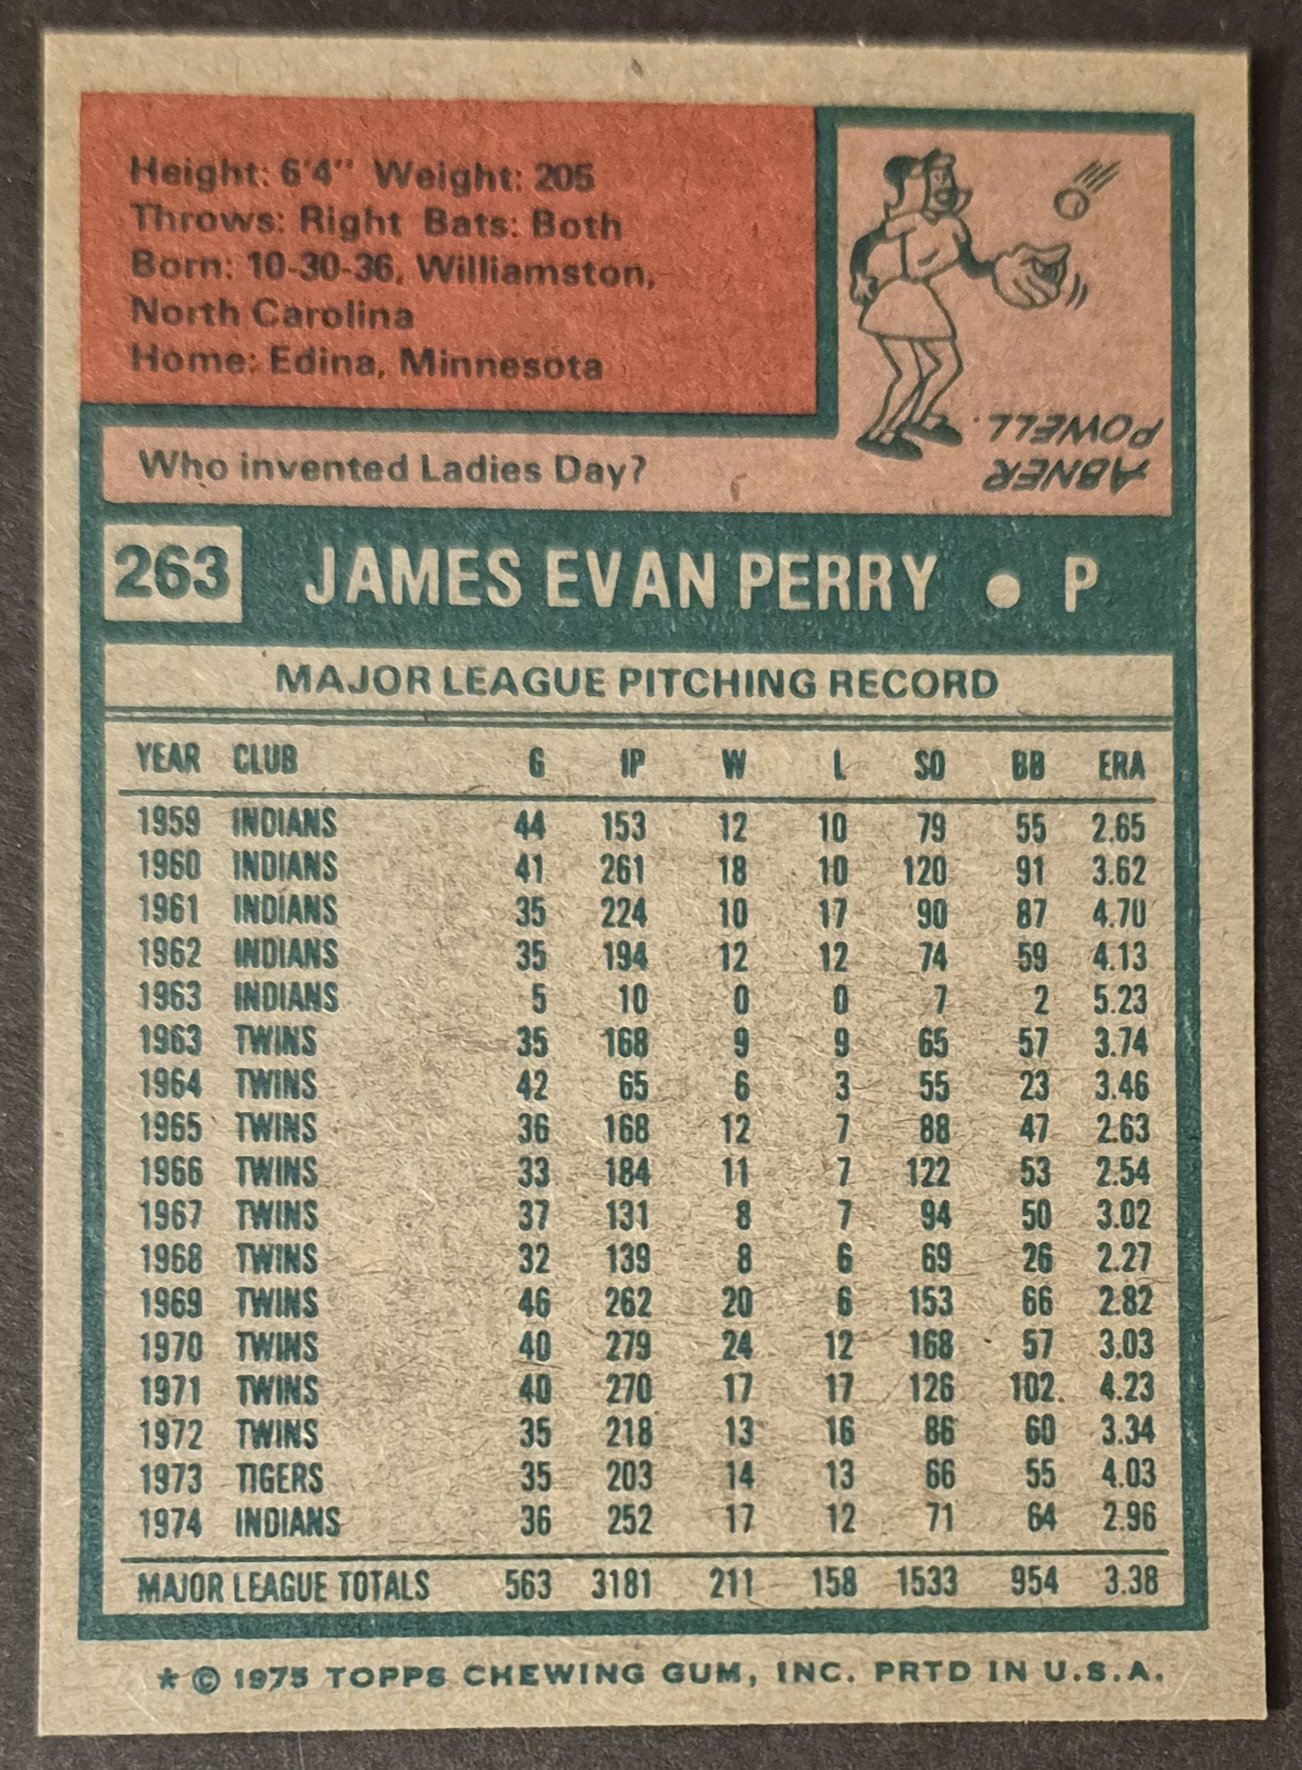 Height: 6'4" Weight: 205
Throws: Right Bats: Both
Born: 10-30-36, Williamston,
North Carolina
Home: Edina, Minnesota
Who invented Ladies Day?
ABNER
POWELL.
263 JAMES EVAN PERRY • P
MAJOR LEAGUE PITCHING RECORD
YEAR CLUB G IP W L SO BB ERA
1959 INDIANS 44 153 12 10 79 55 2.65
1960 INDIANS 41 261 18 10 120 91 3.62
1961 INDIANS 35 224 10 17 90 87 4.70
1962 INDIANS 35 194 12 12 74 59 4.13
1963 INDIANS 5 10 0 0 7 2 5.23
1963 TWINS 35 168 9 9 65 57 3.74
1964 TWINS 42 65 6 3 55 23 3.46
1965 TWINS 36 168 12 7 88 47 2.63
1966 TWINS 33 184 11 7 122 53 2.54
1967 TWINS 37 131 8 7 94 50 3.02
1968 TWINS 32 139 8 6 69 26 2.27
1969 TWINS 46 262 20 6 153 66 2.82
1970 TWINS 40 279 24 12 168 57 3.03
1971 TWINS 40 270 17 17 126 102 4.23
1972 TWINS 35 218 13 16 86 60 3.34
1973 TIGERS 35 203 14 13 66 55 4.03
1974 INDIANS 36 252 17 12 71 64 2.96
MAJOR LEAGUE TOTALS 563 3181 211 158 1533 954 3.38
* © 1975 TOPPS CHEWING GUM, INC. PRTD IN U.S.A.